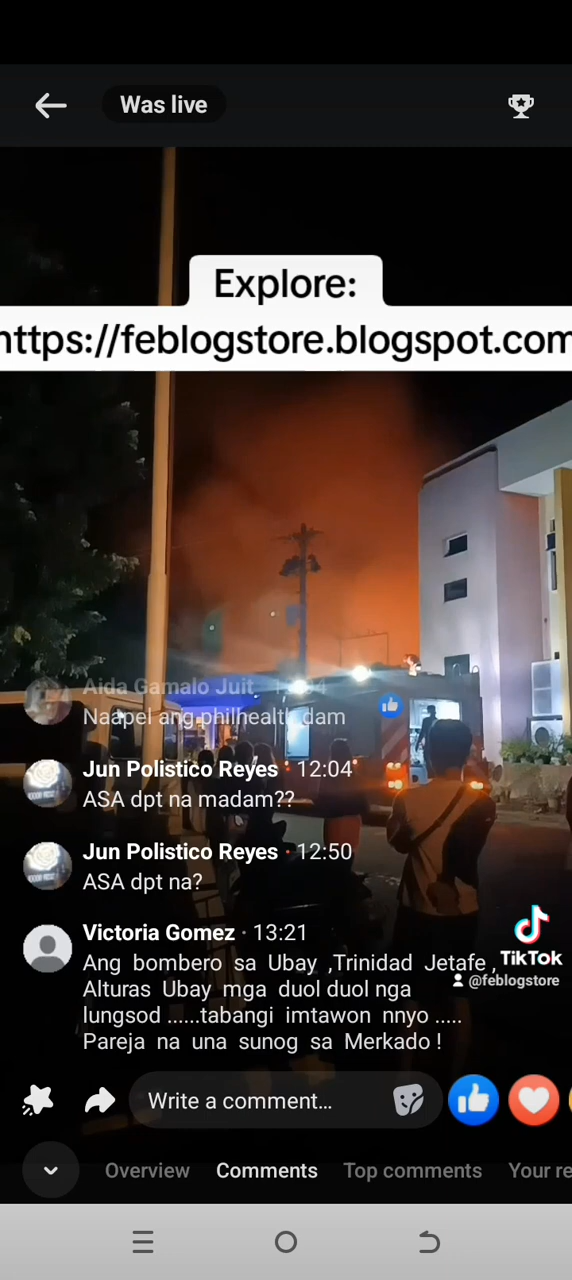 Was live
Explore:
https://feblogstore.blogspot.com
Aida Gamalo Juit
Naapel ang philhealth dam
Jun Polistico Reyes · 12:04
ASA dpt na madam??
Jun Polistico Reyes · 12:50
ASA dpt na?
Victoria Gomez · 13:21
Ang bombero sa Ubay ,Trinidad Jetafe ,
Alturas Ubay mga duol duol nga
lungsod ......tabangi imtawon nnyo .....
Pareja na una sunog sa Merkado !
TikTok
@feblogstore
Write a comment...
Overview Comments Top comments Your re